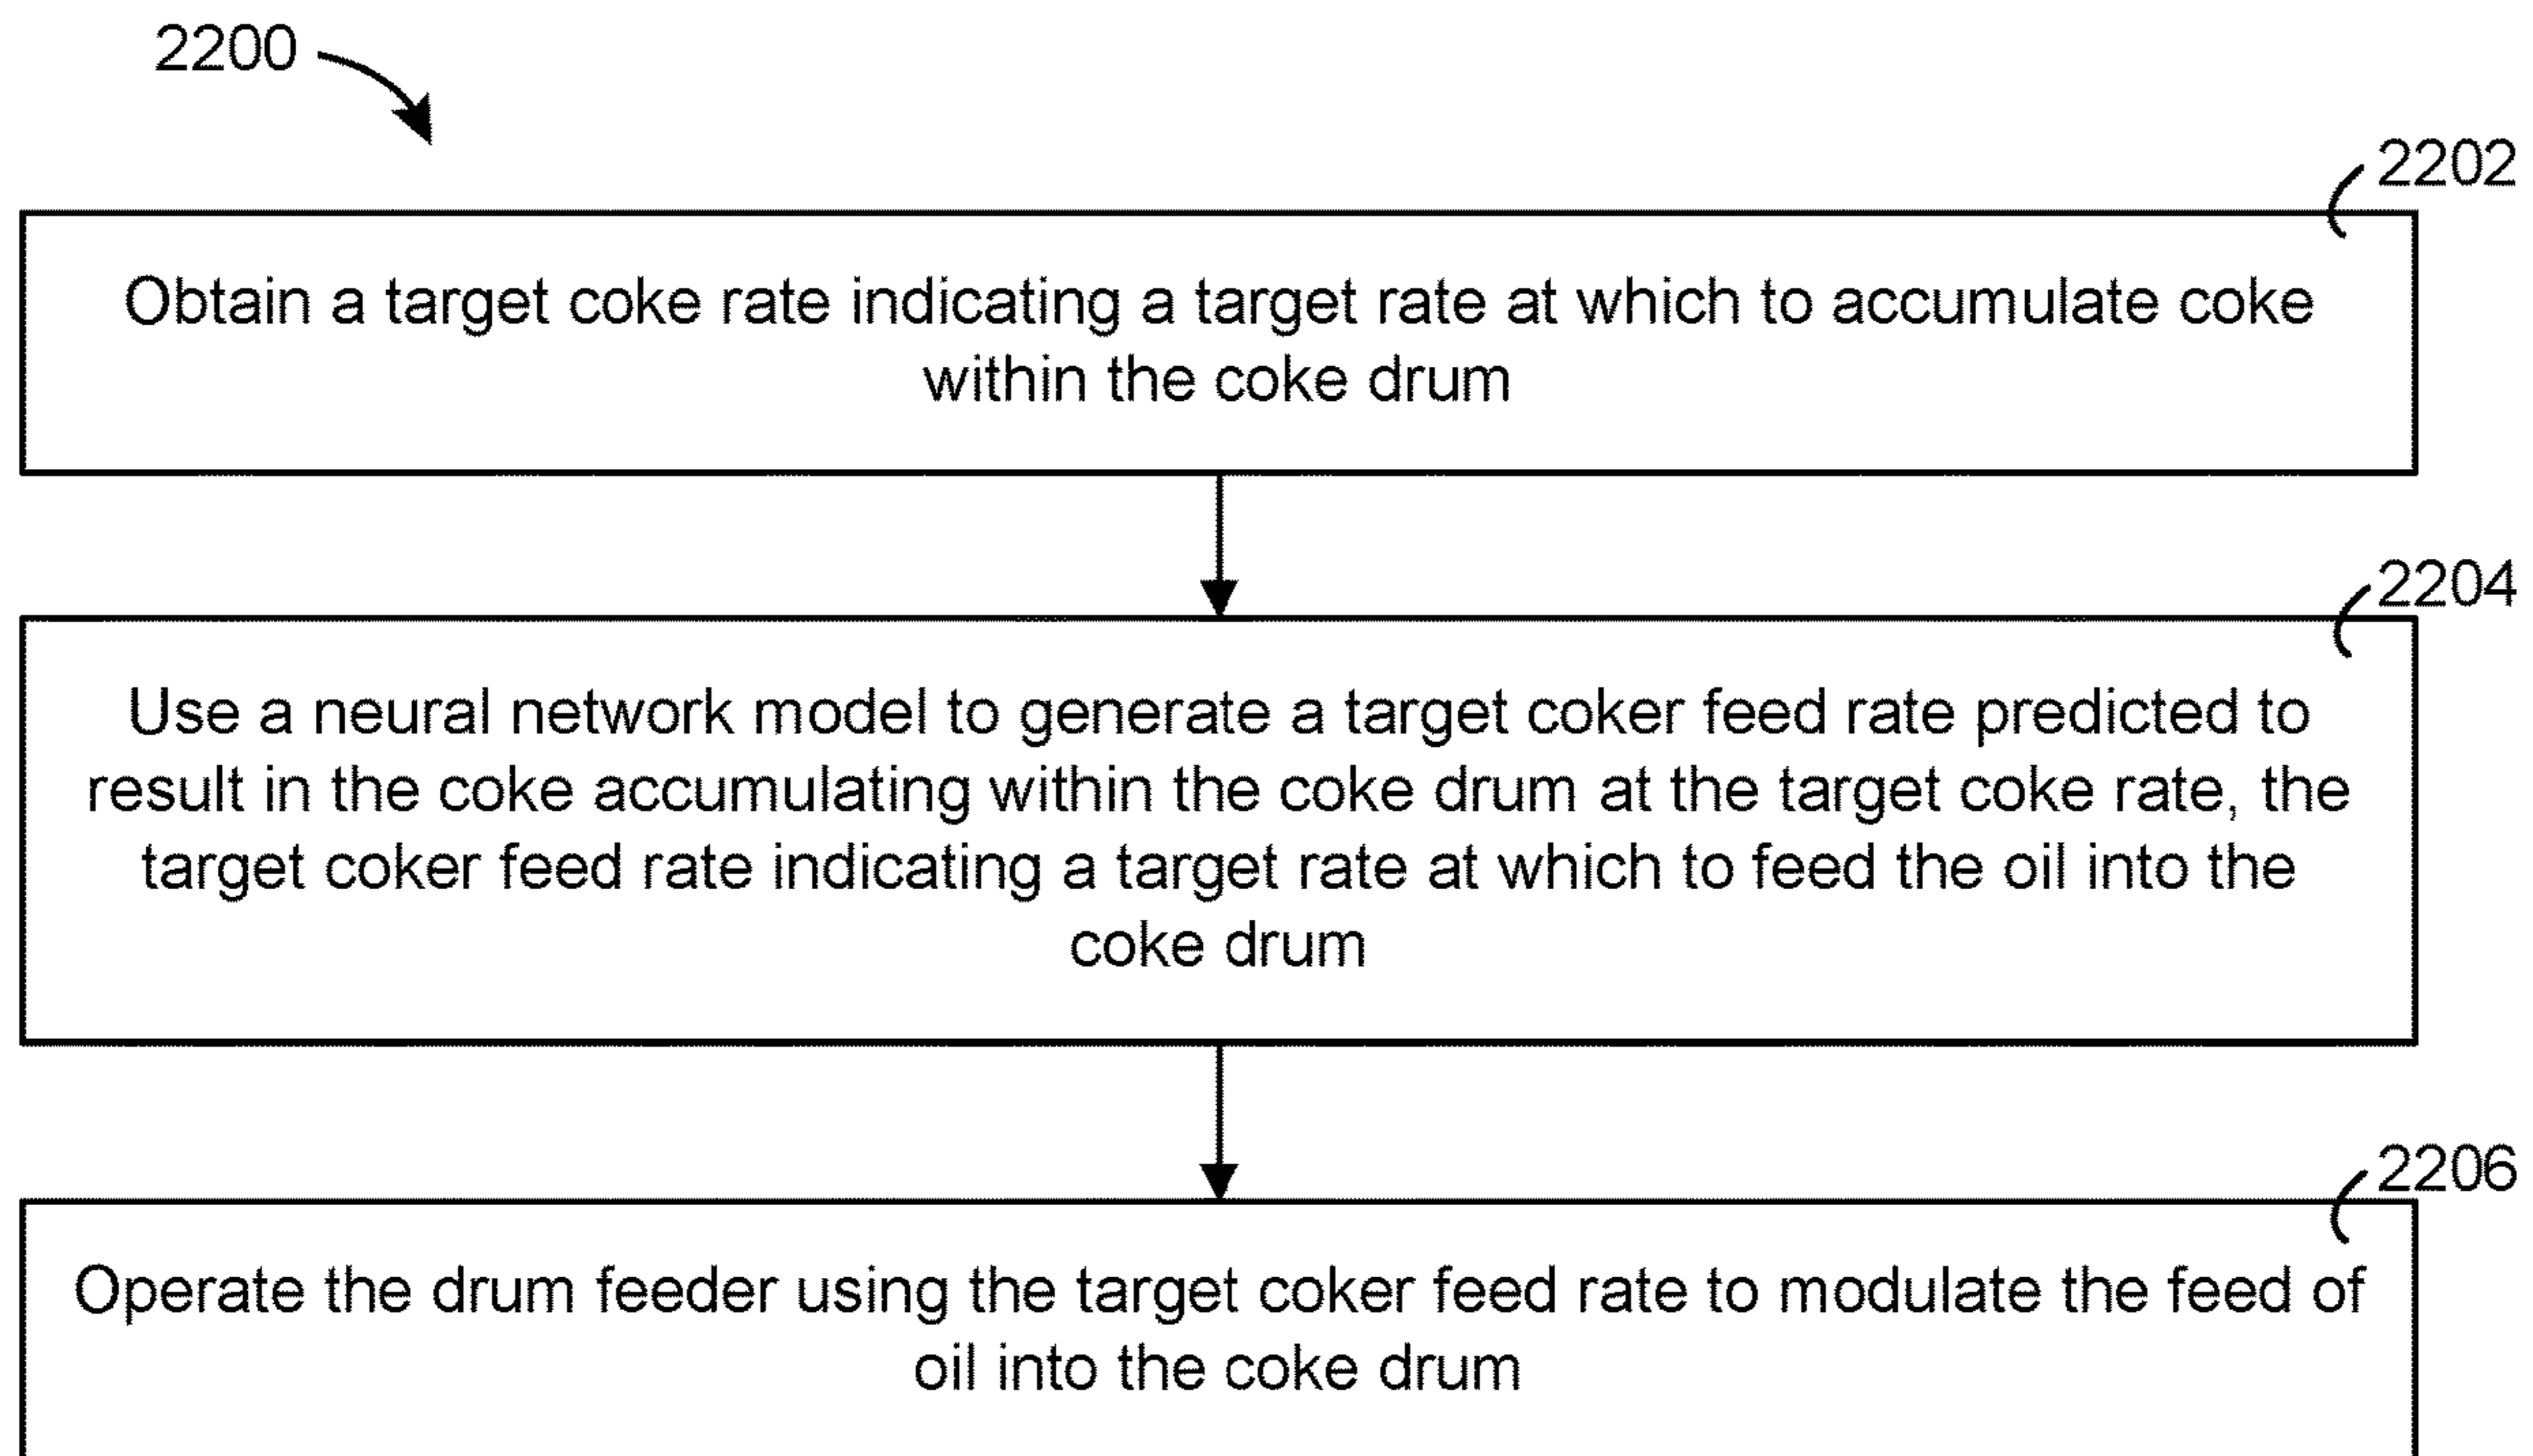 2200
2202
Obtain a target coke rate indicating a target rate at which to accumulate coke
within the coke drum
2204
Use a neural network model to generate a target coker feed rate predicted to
result in the coke accumulating within the coke drum at the target coke rate, the
target coker feed rate indicating a target rate at which to feed the oil into the
coke drum
2206
Operate the drum feeder using the target coker feed rate to modulate the feed of
oil into the coke drum